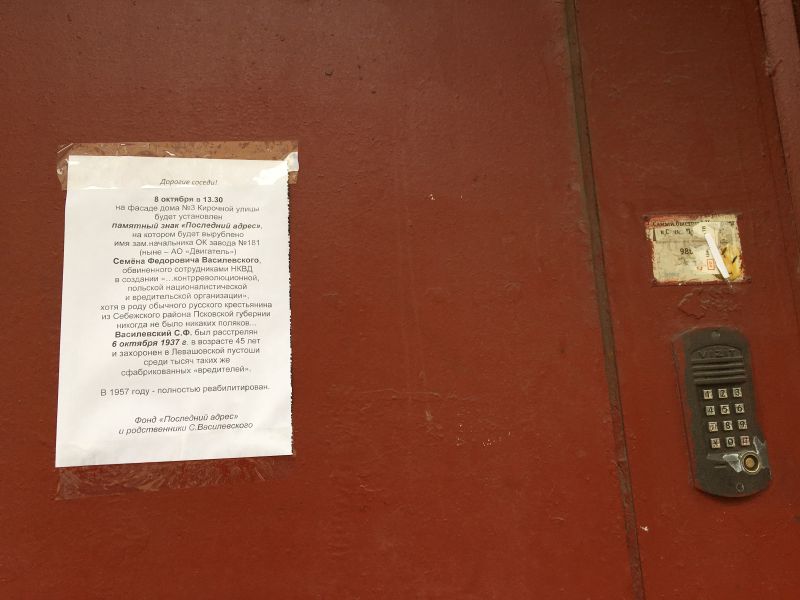 Дорогие соседи!
8 октября в 13.30
на фасаде дома №3 Кирочной улицы
будет установлен
памятный знак «Последний адрес»,
на котором будет вырублено
имя зам.начальника ОК завода №181
(ныне – АО «Двигатель»)
Семёна Федоровича Василевского,
обвиненного сотрудниками НКВД
в создании «…контрреволюционной,
польской националистической
и вредительской организации»,
хотя в роду обычного русского крестьянина
из Себежского района Псковской губернии
никогда не было никаких поляков...
Василевский С.Ф. был расстрелян
6 октября 1937 г. в возрасте 45 лет
и захоронен в Левашовской пустоши
среди тысяч таких же
сфабрикованных «вредителей».
В 1957 году - полностью реабилитирован.
Фонд «Последний адрес»
и родственники С.Василевского
Самый
986
VIZIT
1 2 3
4 5 6
7 8 9
0